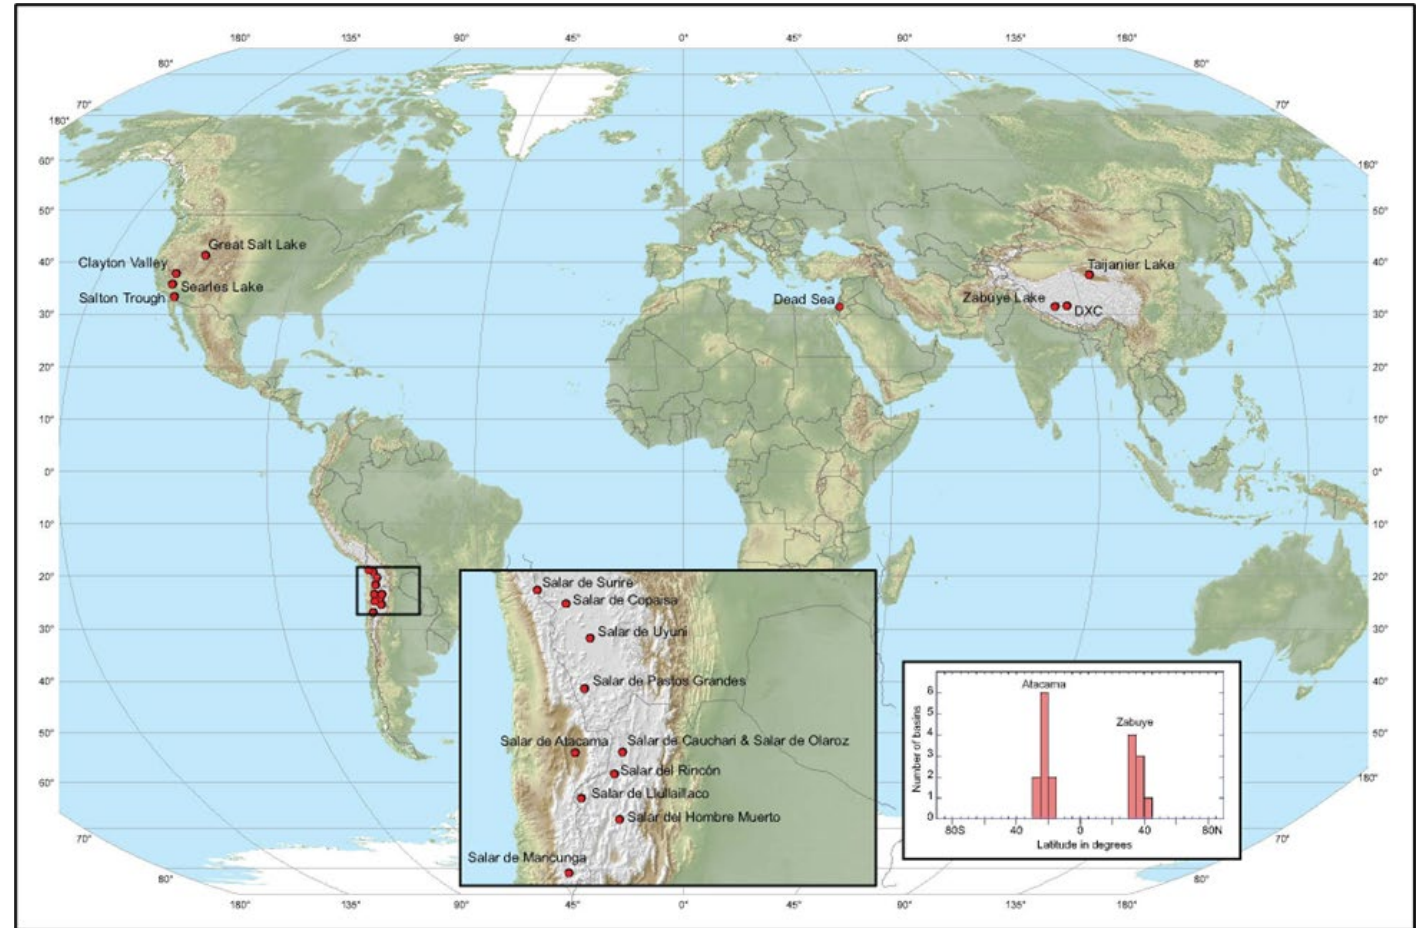 180° 135° 90° 45° 0° 45° 90° 135° 180°
80° 80°
70° 70°
180° 180°
60°
50° 50°
Great Salt Lake
Clayton Valley
40° 40°
Taijanier Lake
Searles Lake
Salton Trough
Dead Sea
Zabuye Lake
DXC
30° 30°
20° 20°
10° 10°
0° 0°
10° 10°
20° 20°
30° 30°
40° 40°
50° 50°
60° 60°
180°
70° 70°
80° 80°
180° 135° 90° 45° 0° 45° 90° 135° 180°
Salar de Surire
Salar de Copaisa
Salar de Uyuni
Salar de Pastos Grandes
Salar de Atacama
Salar de Cauchari & Salar de Olaroz
Salar del Rincón
Salar de Llullaillaco
Salar del Hombre Muerto
Salar de Maricunga
Atacama
Zabuye
Number of basins
6
5
4
3
2
1
0
80S 40 0 40 80N
Latitude in degrees